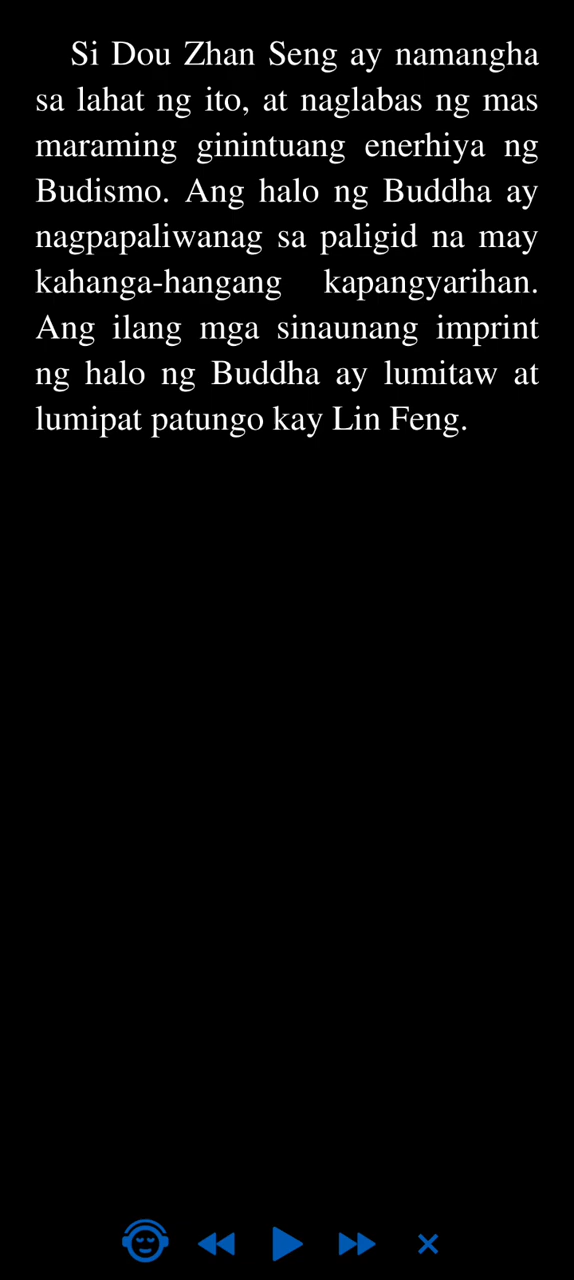 Si Dou Zhan Seng ay namangha
sa lahat ng ito, at naglabas ng mas
maraming ginintuang enerhiya ng
Budismo. Ang halo ng Buddha ay
nagpapaliwanag sa paligid na may
kahanga-hangang kapangyarihan.
Ang ilang mga sinaunang imprint
ng halo ng Buddha ay lumitaw at
lumipat patungo kay Lin Feng.